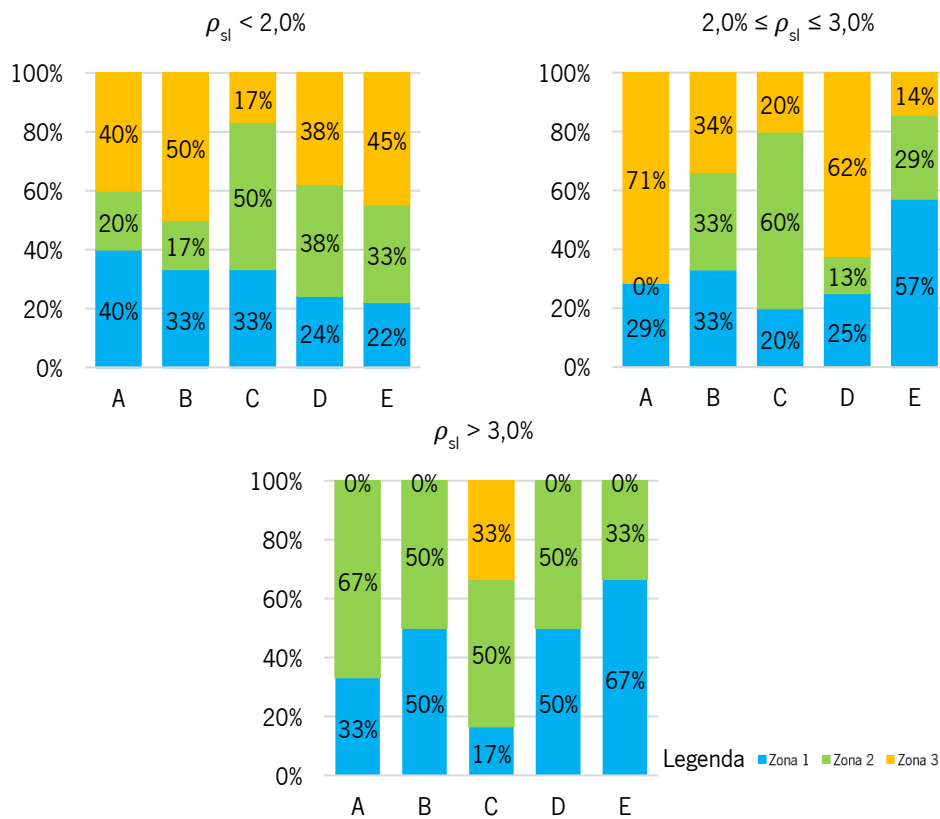 ρsl < 2,0%
100% 80% 60% 40% 20% 0%
40% 50% 17% 38% 45%
20% 17% 50% 38% 33%
40% 33% 33% 24% 22%
A B C D E
2,0% ≤ ρsl ≤ 3,0%
100% 80% 60% 40% 20% 0%
71% 34% 20% 62% 14%
0% 33% 60% 13% 29%
29% 33% 20% 25% 57%
A B C D E
ρsl > 3,0%
100% 80% 60% 40% 20% 0%
0% 0% 33% 0% 0%
67% 50% 50% 50% 33%
33% 50% 17% 50% 67%
A B C D E
Legenda Zona 1 Zona 2 Zona 3